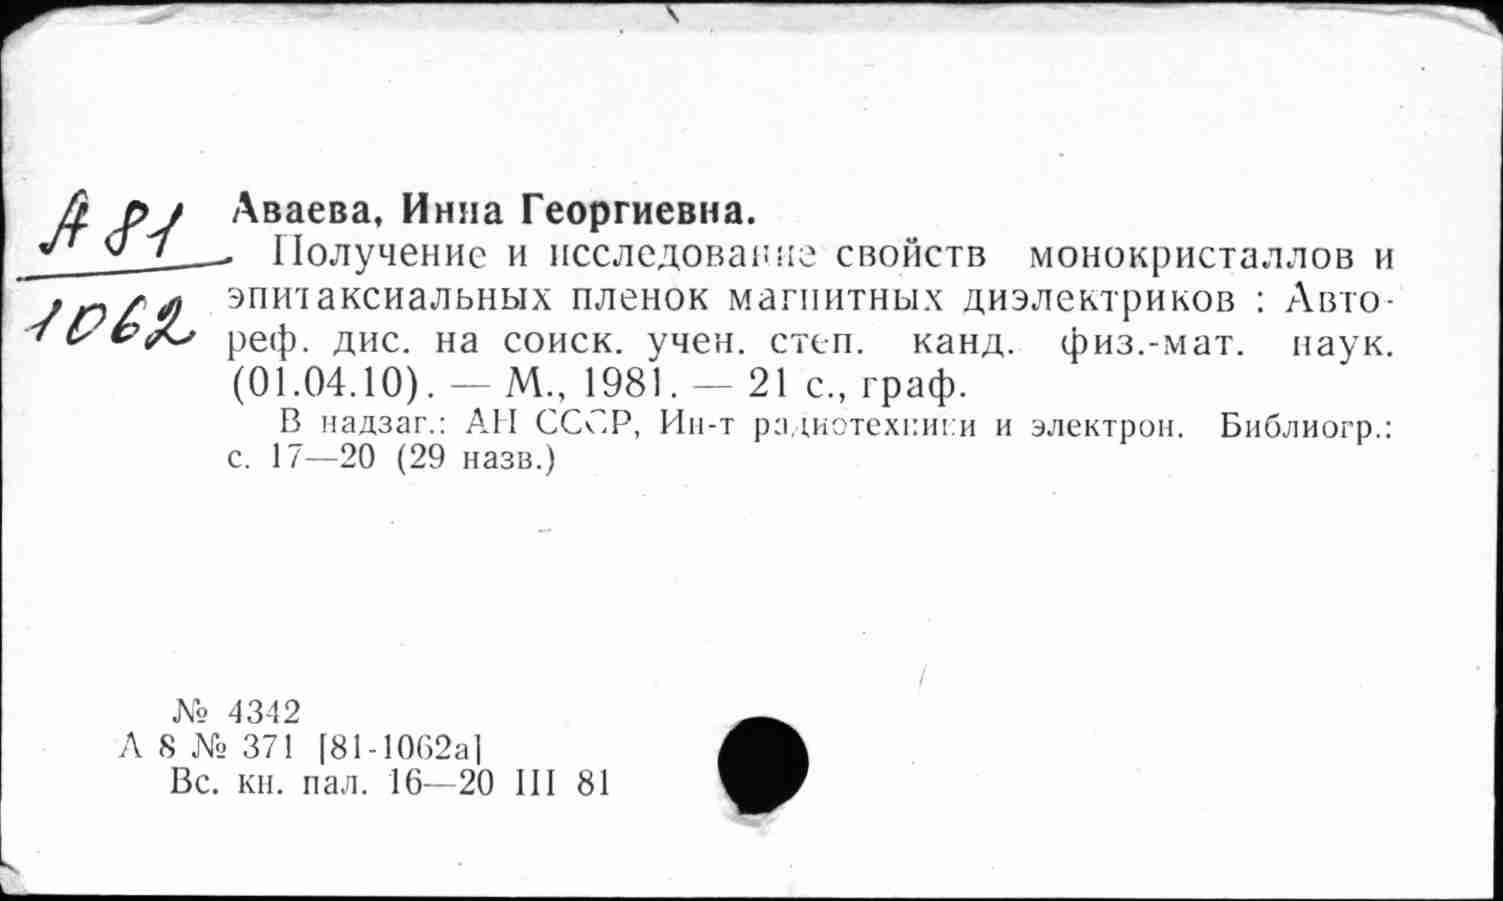 А 81
1062
Аваева, Инна Георгиевна.
Получение и исследование свойств монокристаллов и
эпитаксиальных пленок магнитных диэлектриков : Авто-
реф. дис. на соиск. учен. степ. канд. физ.-мат. наук.
(01.04.10). — М., 1981. — 21 с., граф.
В надзаг.: АН СССР, Ин-т радиотехники и электрон. Библиогр.:
с. 17—20 (29 назв.)
№ 4342
А 8 № 371 [81-1062а]
Вс. кн. пал. 16—20 III 81